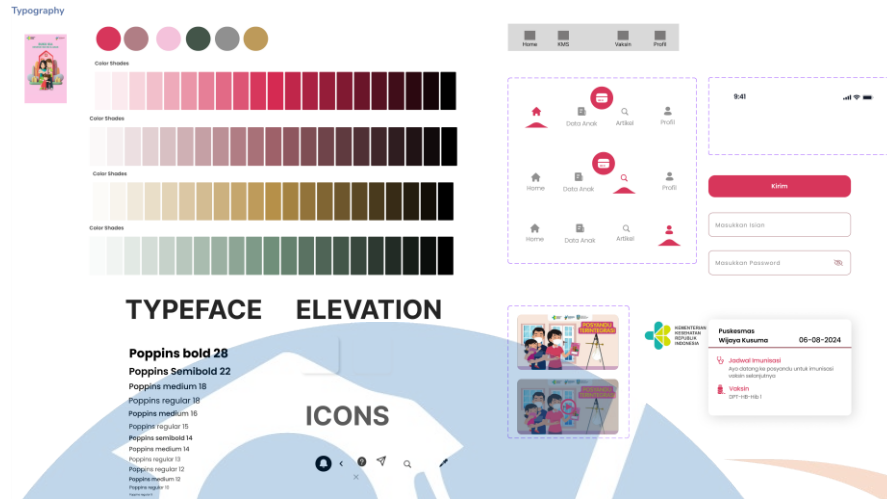 Typography
Color Shades
Color Shades
Color Shades
Color Shades
TYPEFACE
ELEVATION
Poppins bold 28
Poppins Semibold 22
Poppins medium 18
Poppins regular 18
Poppins medium 16
Poppins regular 15
Poppins semibold 14
Poppins medium 14
Poppins regular 13
Poppins regular 12
Poppins medium 12
ICONS
Home KMS Vaksin Profil
Data Anak Artikel Profil
Home Data Anak Profil
Home Data Anak Artikel
9:41
Kirim
Masukkan Isian
Masukkan Password
POSYANDU
TERINTEGRASI
KEMENTERIAN
KESEHATAN
REPUBLIK
INDONESIA
Puskesmas
Wijaya Kusuma 06-08-2024
Jadwal Imunisasi
Ayo datang ke posyandu untuk imunisasi
vaksin selanjutnya
Vaksin
DPT-HB-Hib 1